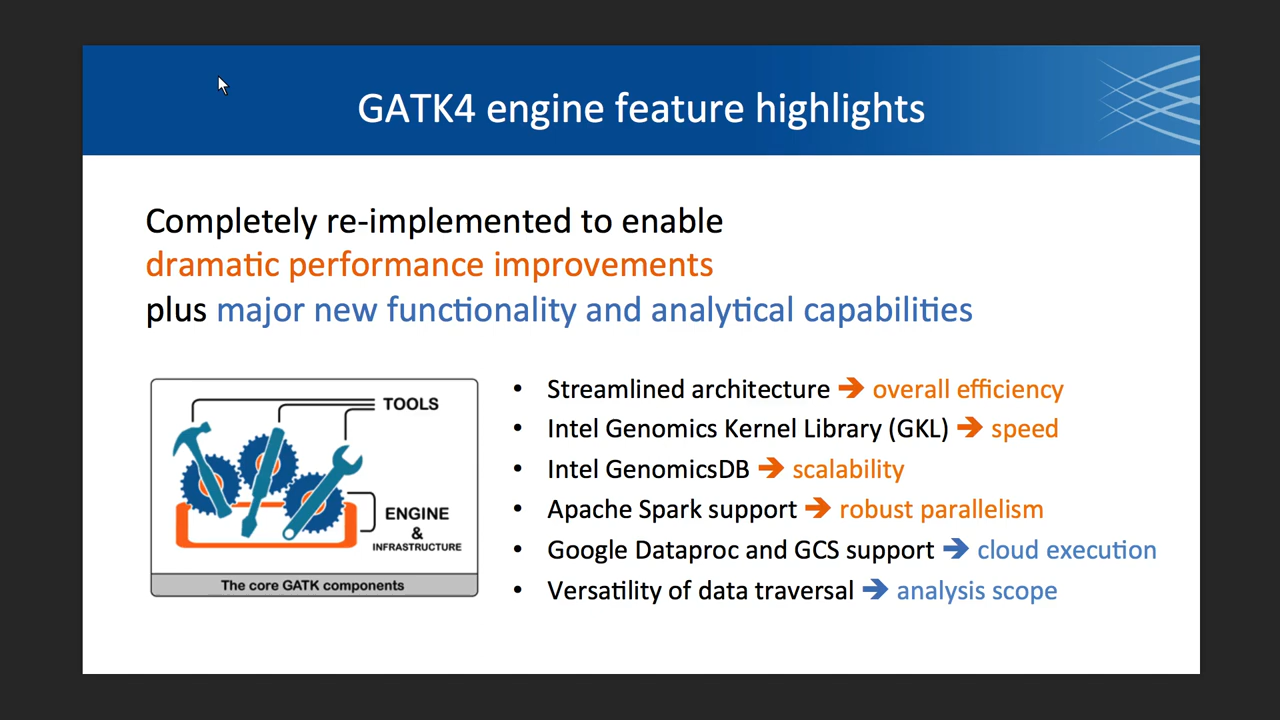 GATK4 engine feature highlights
Completely re-implemented to enable
dramatic performance improvements
plus major new functionality and analytical capabilities
TOOLS
ENGINE
&
INFRASTRUCTURE
The core GATK components
• Streamlined architecture ➔ overall efficiency
• Intel Genomics Kernel Library (GKL) ➔ speed
• Intel GenomicsDB ➔ scalability
• Apache Spark support ➔ robust parallelism
• Google Dataproc and GCS support ➔ cloud execution
• Versatility of data traversal ➔ analysis scope